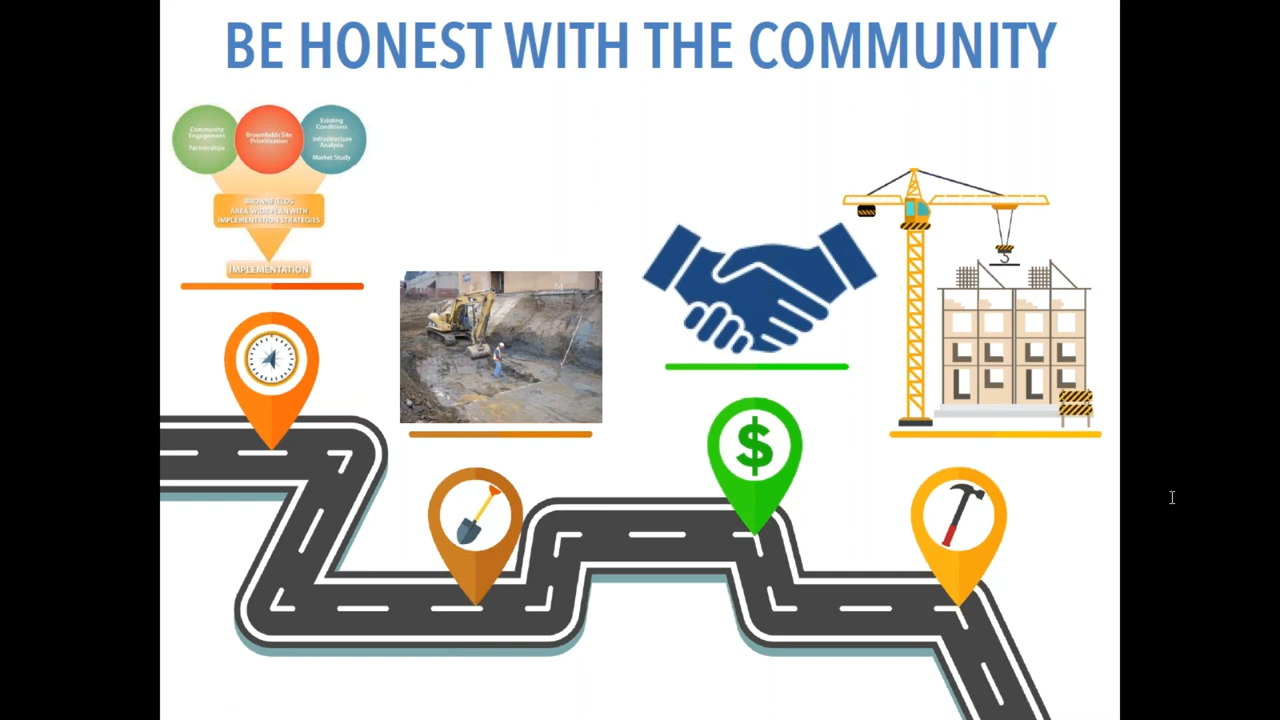 BE HONEST WITH THE COMMUNITY
Community
Engagement
Partnerships
Brownfields Site
Prioritization
Existing
Conditions
Infrastructure
Analysis
Market Study
BROWNFIELDS
AREA-WIDE PLAN WITH
IMPLEMENTATION STRATEGIES
IMPLEMENTATION
$